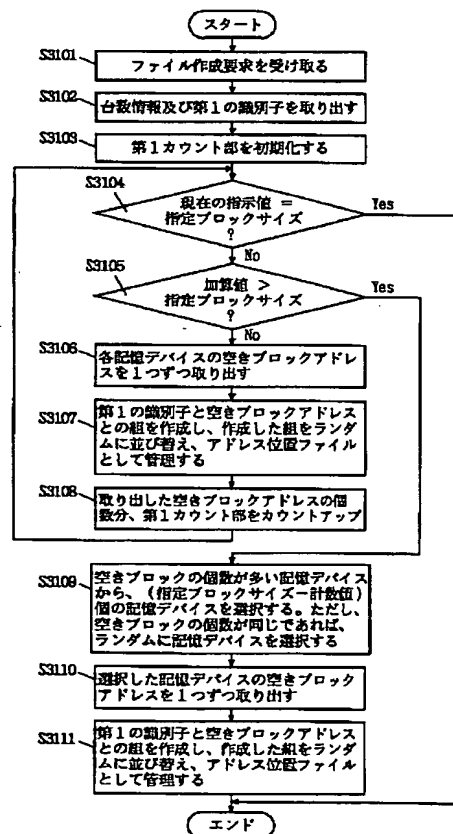 スタート
S3101
ファイル作成要求を受け取る
S3102
台数情報及び第1の識別子を取り出す
S3103
第1カウント部を初期化する
S3104
現在の指示値 =
指定ブロックサイズ
?
Yes
No
S3105
加算値 >
指定ブロックサイズ
?
Yes
No
S3106
各記憶デバイスの空きブロックアドレ
スを1つずつ取り出す
S3107
第1の識別子と空きブロックアドレス
との組を作成し、作成した組をランダ
ムに並び替え、アドレス位置ファイル
として管理する
S3108
取り出した空きブロックアドレスの個
数分、第1カウント部をカウントアップ
S3109
空きブロックの個数が多い記憶デバイス
から、(指定ブロックサイズー計数値)
個の記憶デバイスを選択する。ただし、
空きブロックの個数が同じであれば、
ランダムに記憶デバイスを選択する
S3110
選択した記憶デバイスの空きブロック
アドレスを1つずつ取り出す
S3111
第1の識別子と空きブロックアドレス
との組を作成し、作成した組をランダ
ムに並び替え、アドレス位置ファイル
として管理する
エンド